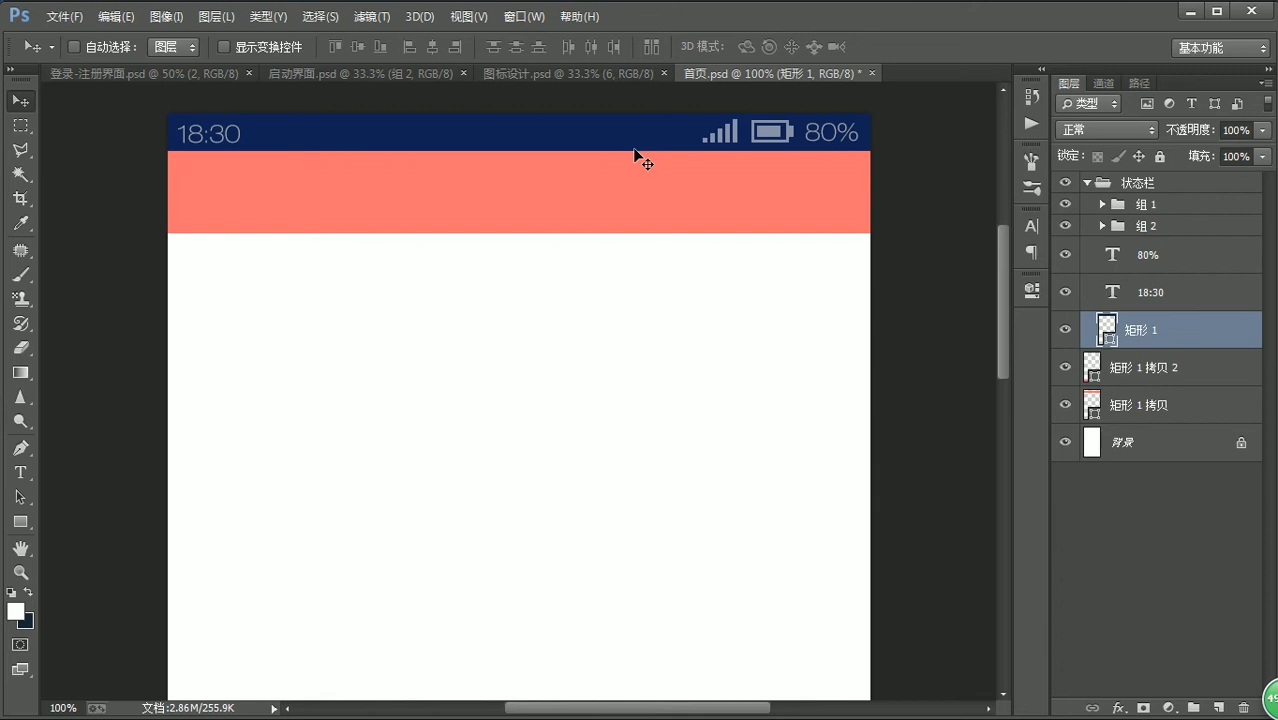 Ps 文件(F) 编辑(E) 图像(I) 图层(L) 类型(Y) 选择(S) 滤镜(T) 3D(D) 视图(V) 窗口(W) 帮助(H)
自动选择: 图层 显示变换控件 3D 模式: 基本功能
登录-注册界面.psd @ 50% (2, RGB/8) × 启动界面.psd @ 33.3% (组 2, RGB/8) × 图标设计.psd @ 33.3% (6, RGB/8) × 首页.psd @ 100% (矩形 1, RGB/8) * ×
图层 通道 路径
类型
正常 不透明度: 100%
锁定: 填充: 100%
18:30 80%
状态栏
组 1
组 2
T 80%
T 18:30
矩形 1
矩形 1 拷贝 2
矩形 1 拷贝
背景
100% 文档:2.86M/255.9K